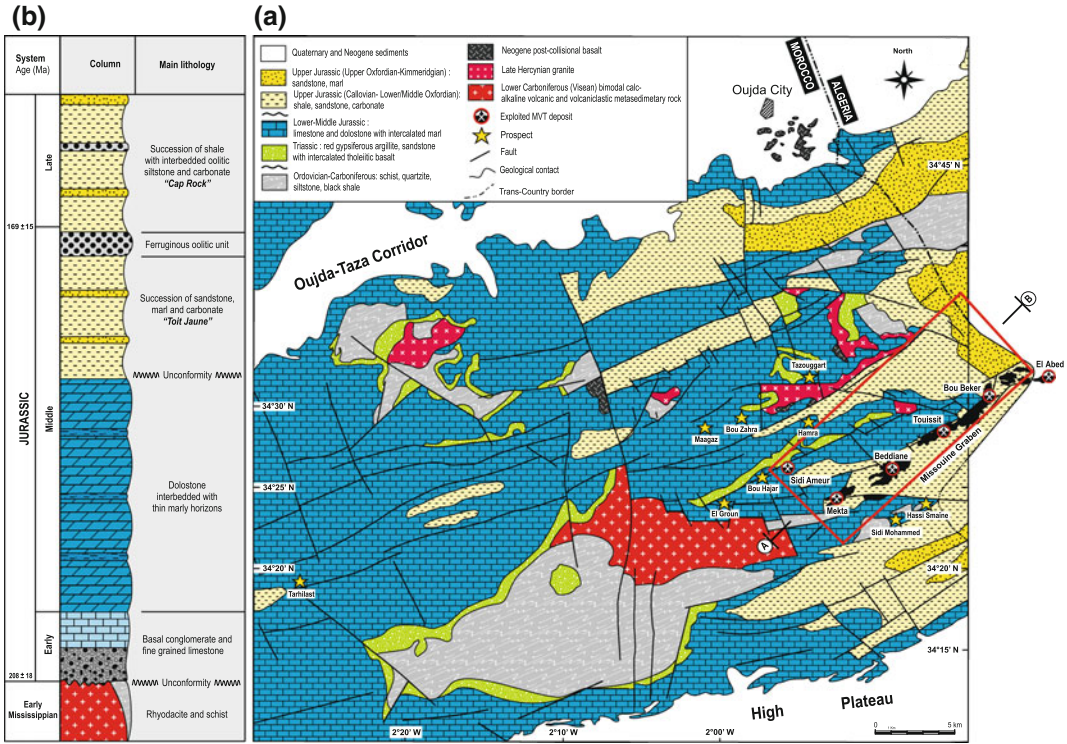 (b)
System
Age (Ma)
Column
Main lithology
JURASSIC
Late
Middle
Early
169 ± 15
208 ± 18
Early
Mississippian
Succession of shale
with interbedded oolitic
siltstone and carbonate
"Cap Rock"
Ferruginous oolitic unit
Succession of sandstone,
marl and carbonate
"Toit Jaune"
Unconformity
Dolostone
interbedded with
thin marly horizons
Basal conglomerate and
fine grained limestone
Unconformity
Rhyodacite and schist
(a)
Quaternary and Neogene sediments
Upper Jurassic (Upper Oxfordian-Kimmeridgian) :
sandstone, marl
Upper Jurassic (Callovian- Lower/Middle Oxfordian):
shale, sandstone, carbonate
Lower-Middle Jurassic :
limestone and dolostone with intercalated marl
Triassic : red gypsiferous argillite, sandstone
with intercalated tholeiitic basalt
Ordovician-Carboniferous: schist, quartzite,
siltstone, black shale
Neogene post-collisional basalt
Late Hercynian granite
Lower Carboniferous (Visean) bimodal calc-
alkaline volcanic and volcaniclastic metasedimetary rock
Exploited MVT deposit
Prospect
Fault
Geological contact
Trans-Country border
MOROCCO
ALGERIA
North
Oujda City
34°45' N
Oujda-Taza Corridor
B
El Abed
Tazouggart
Bou Beker
34°30' N
Touissit
Maagaz
Bou Zahra
Hamra
Missouine Graben
Beddiane
34°25' N
Sidi Ameur
Bou Hajar
El Groun
Mekta
Hassi Smaine
Sidi Mohammed
A
34°20' N
34°20' N
Tarhilast
34°15' N
High Plateau
2°20' W
2°10' W
2°00' W
0
5 km